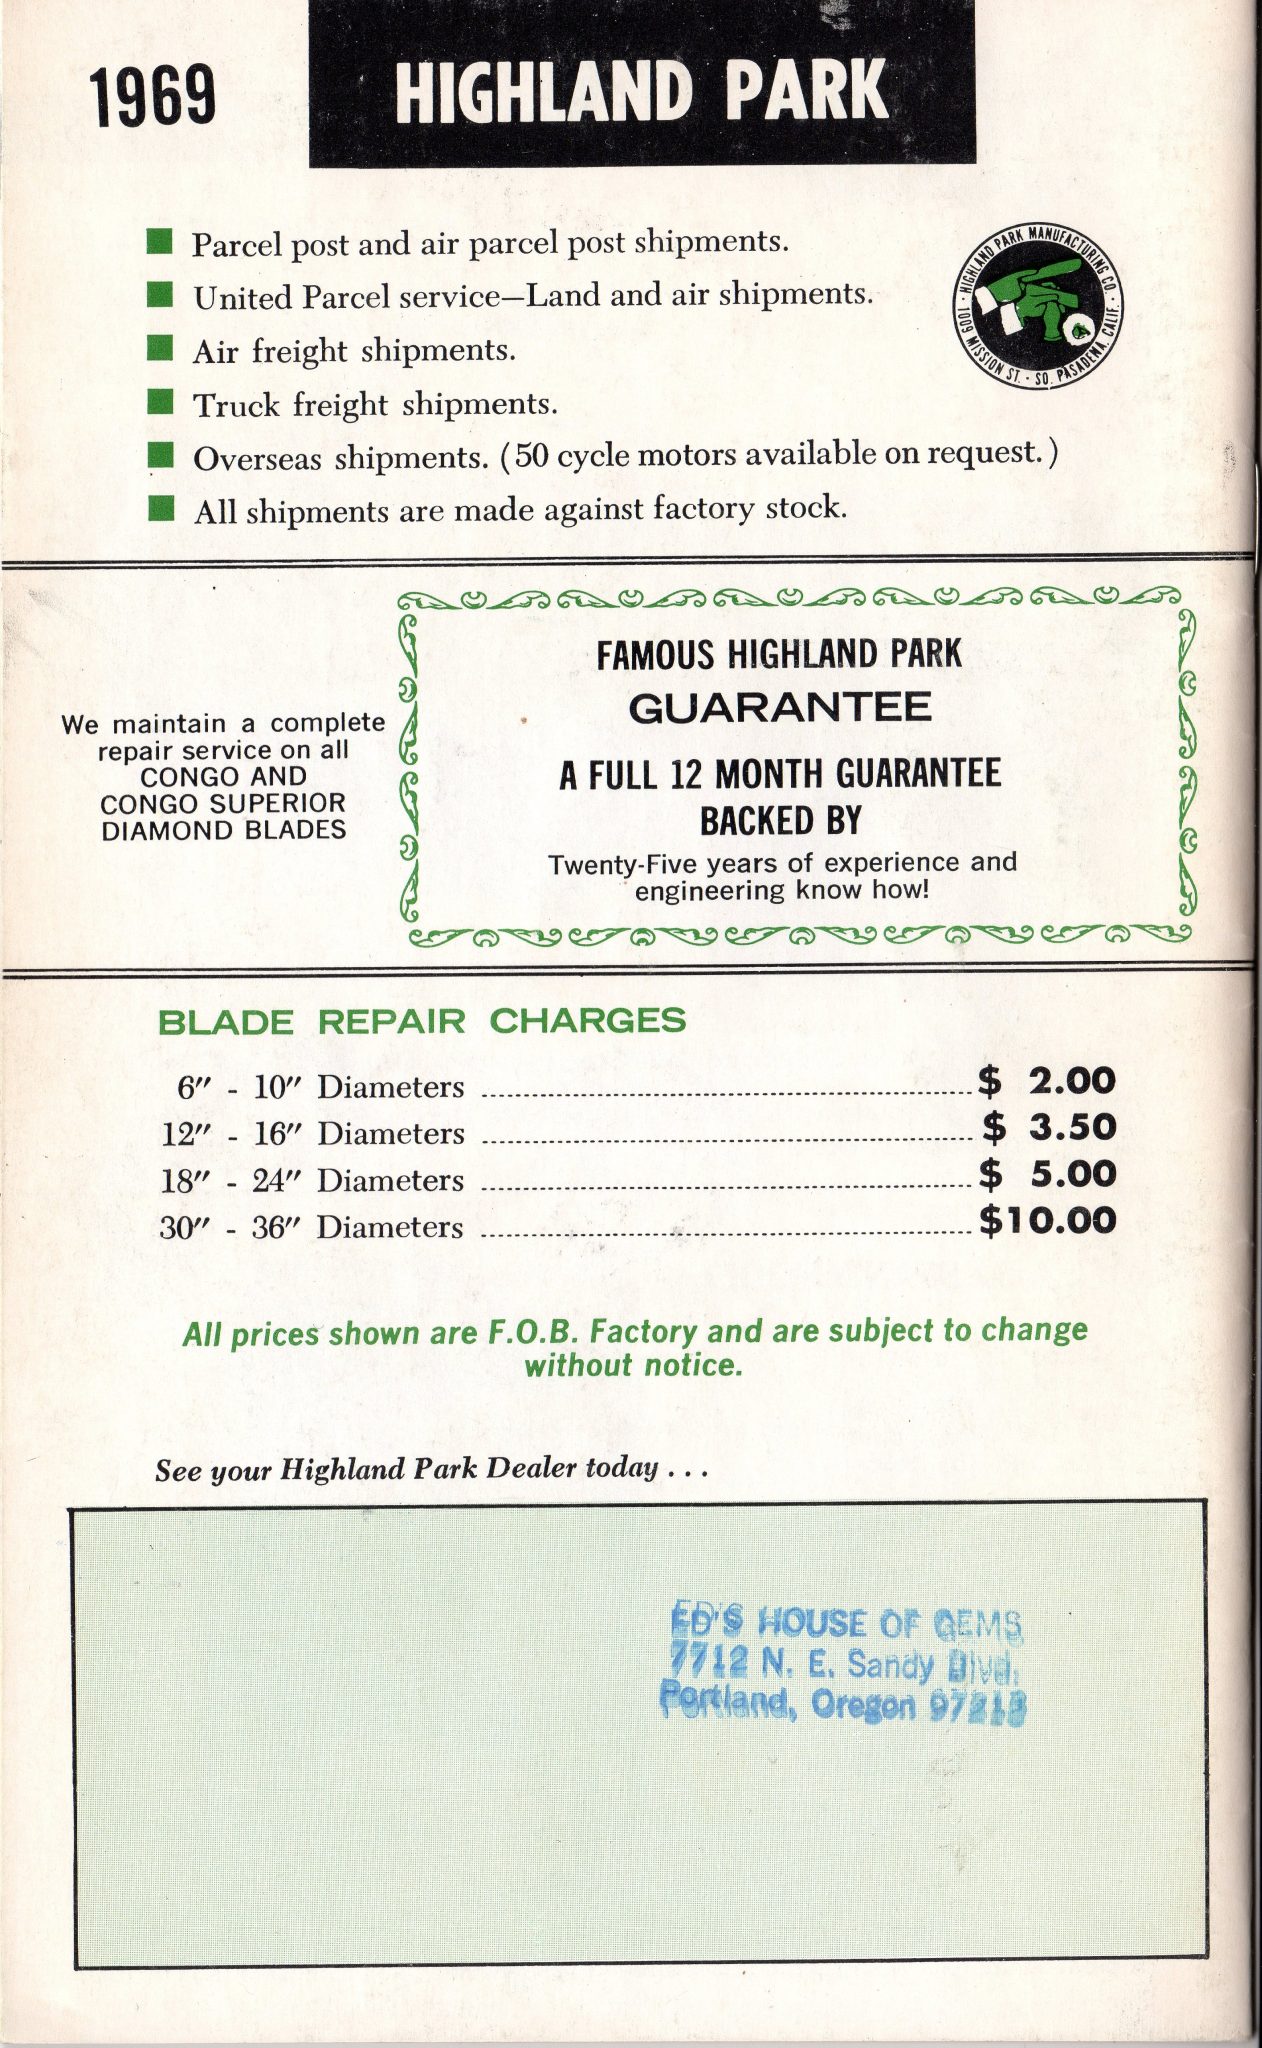 1969
HIGHLAND PARK
Parcel post and air parcel post shipments.
United Parcel service—Land and air shipments.
Air freight shipments.
Truck freight shipments.
Overseas shipments. (50 cycle motors available on request.)
All shipments are made against factory stock.
HIGHLAND PARK MANUFACTURING CO. · 1009 MISSION ST. · SO. PASADENA, CALIF. ·
We maintain a complete
repair service on all
CONGO AND
CONGO SUPERIOR
DIAMOND BLADES
FAMOUS HIGHLAND PARK
GUARANTEE
A FULL 12 MONTH GUARANTEE
BACKED BY
Twenty-Five years of experience and
engineering know how!
BLADE REPAIR CHARGES
6" - 10" Diameters $ 2.00
12" - 16" Diameters $ 3.50
18" - 24" Diameters $ 5.00
30" - 36" Diameters $10.00
All prices shown are F.O.B. Factory and are subject to change
without notice.
See your Highland Park Dealer today . . .
ED'S HOUSE OF GEMS
7712 N. E. Sandy Blvd.
Portland, Oregon 97213